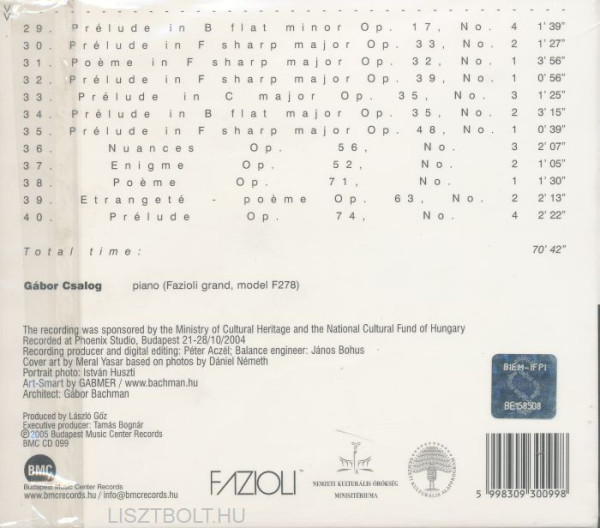 29. Prélude in B flat minor Op. 17, No. 4 1'39"
30. Prélude in F sharp major Op. 33, No. 2 1'27"
31. Poème in F sharp major Op. 32, No. 1 3'56"
32. Prélude in F sharp major Op. 39, No. 1 0'56"
33. Prélude in C major Op. 35, No. 3 1'25"
34. Prélude in B flat major Op. 35, No. 2 3'15"
35. Prélude in F sharp major Op. 48, No. 1 0'39"
36. Nuances Op. 56, No. 3 2'07"
37. Enigme Op. 52, No. 2 1'05"
38. Poème Op. 71, No. 1 1'30"
39. Etrangeté - poème Op. 63, No. 2 2'13"
40. Prélude Op. 74, No. 4 2'22"
Total time: 70'42"
Gábor Csalog piano (Fazioli grand, model F278)
The recording was sponsored by the Ministry of Cultural Heritage and the National Cultural Fund of Hungary
Recorded at Phoenix Studio, Budapest 21-28/10/2004
Recording producer and digital editing: Péter Aczél; Balance engineer: János Bohus
Cover art by Meral Yasar based on photos by Dániel Németh
Portrait photo: István Huszti
Art-Smart by GABMER / www.bachman.hu
Architect: Gábor Bachman
BIEM-IFPI
BE158508
Produced by László Gőz
Executive producer: Tamás Bognár
℗2005 Budapest Music Center Records
BMC CD 099
BMC
Budapest Music Center Records
www.bmcrecords.hu / info@bmcrecords.hu
FAZIOLI™
NEMZETI KULTURÁLIS ÖRÖKSÉG
MINISZTÉRIUMA
NEMZETI KULTURÁLIS ALAPPROGRAM
5 998309 300998
LISZTBOLT.HU